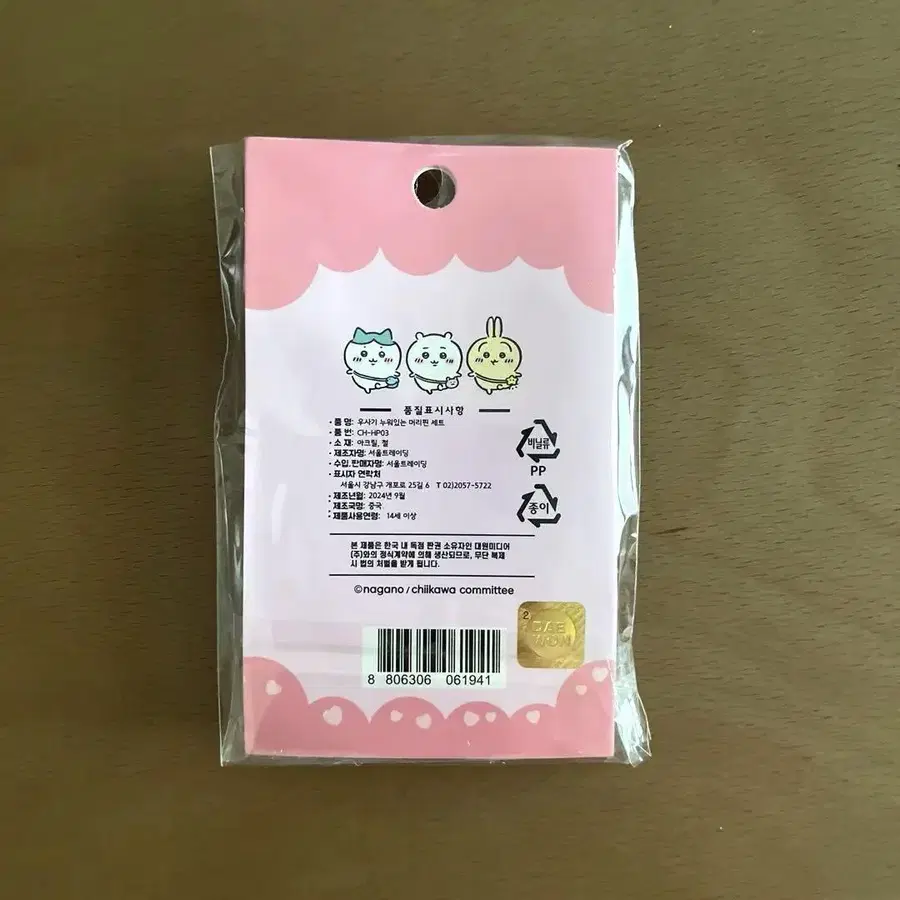 품질표시사항
· 품 명: 우사기 누워있는 머리핀 세트
· 품 번: CH-HP03
· 소 재: 아크릴, 철
· 제조자명: 서울트레이딩
· 수입.판매자명: 서울트레이딩
· 표시자 연락처
서울시 강남구 개포로 25길 6 T 02)2057-5722
· 제조년월: 2024년 9월
· 제조국명: 중국
· 제품사용연령: 14세 이상
비닐류
PP
종이
본 제품은 한국 내 독점 판권 소유자인 대원미디어
(주)와의 정식계약에 의해 생산되므로, 무단 복제
시 법의 처벌을 받게 됩니다.
©nagano / chiikawa committee
2
DAE
WON
8 806306 061941